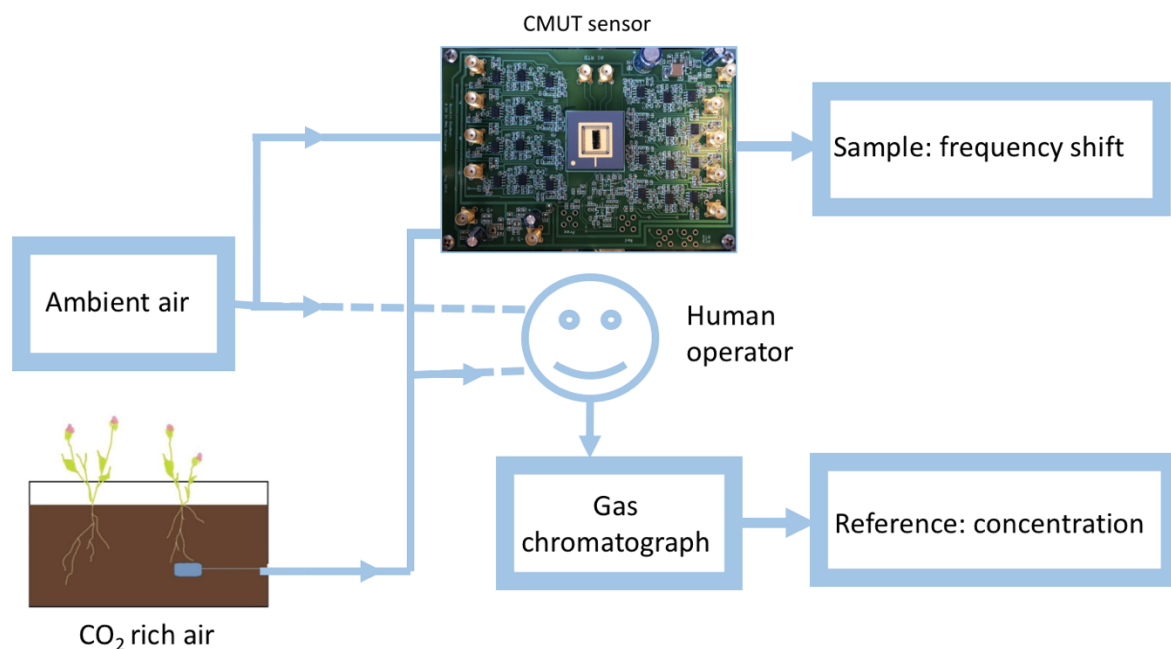 CMUT sensor
Sample: frequency shift
Ambient air
Human
operator
Gas
chromatograph
Reference: concentration
CO₂ rich air